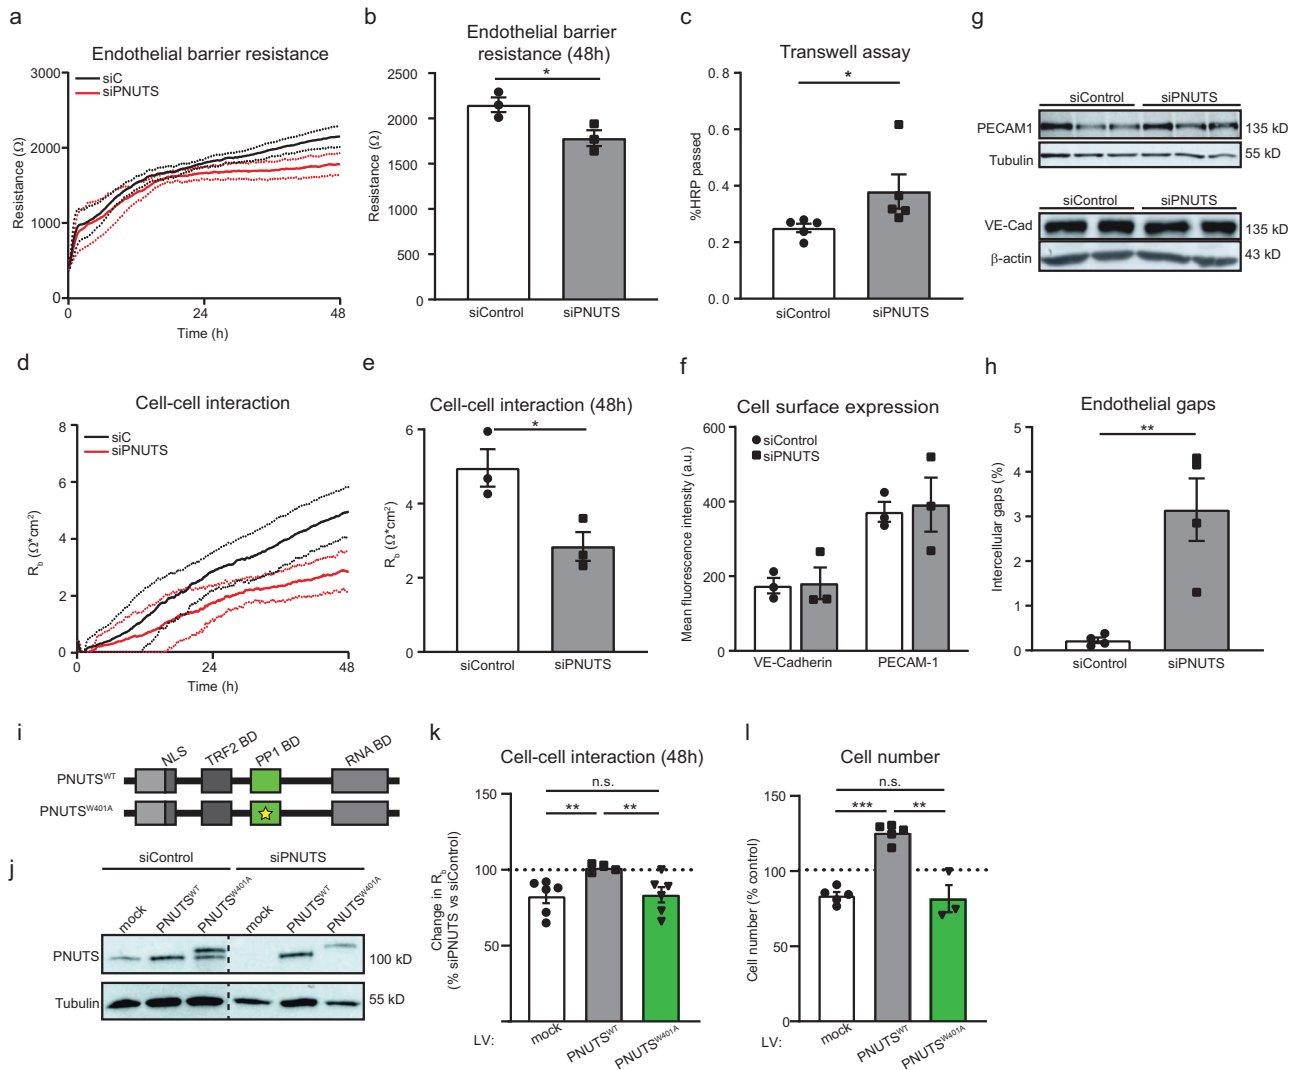 a
Endothelial barrier resistance
3000
2000
1000
0
Resistance (Ω)
siC
siPNUTS
0
24
48
Time (h)
b
Endothelial barrier
resistance (48h)
2500
2000
1500
1000
500
0
Resistance (Ω)
*
siControl
siPNUTS
c
Transwell assay
0.8
0.6
0.4
0.2
0.0
%HRP passed
*
siControl
siPNUTS
g
siControl
siPNUTS
PECAM1
135 kD
Tubulin
55 kD
siControl
siPNUTS
VE-Cad
135 kD
β-actin
43 kD
d
Cell-cell interaction
8
6
4
2
0
Rb (Ω*cm2)
siC
siPNUTS
0
24
48
Time (h)
e
Cell-cell interaction (48h)
6
4
2
0
Rb (Ω*cm2)
*
siControl
siPNUTS
f
Cell surface expression
600
400
200
0
Mean fluorescence intensity (a.u.)
siControl
siPNUTS
VE-Cadherin
PECAM-1
h
Endothelial gaps
5
4
3
2
1
0
Intercellular gaps (%)
**
siControl
siPNUTS
i
NLS
TRF2 BD
PP1 BD
RNA BD
PNUTSWT
PNUTSW401A
j
siControl
siPNUTS
mock
PNUTSWT
PNUTSW401A
mock
PNUTSWT
PNUTSW401A
PNUTS
100 kD
Tubulin
55 kD
k
Cell-cell interaction (48h)
150
100
50
Change in Rb
(% siPNUTS vs siControl)
n.s.
**
**
LV:
mock
PNUTSWT
PNUTSW401A
l
Cell number
150
100
50
0
Cell number (% control)
n.s.
***
**
LV:
mock
PNUTSWT
PNUTSW401A